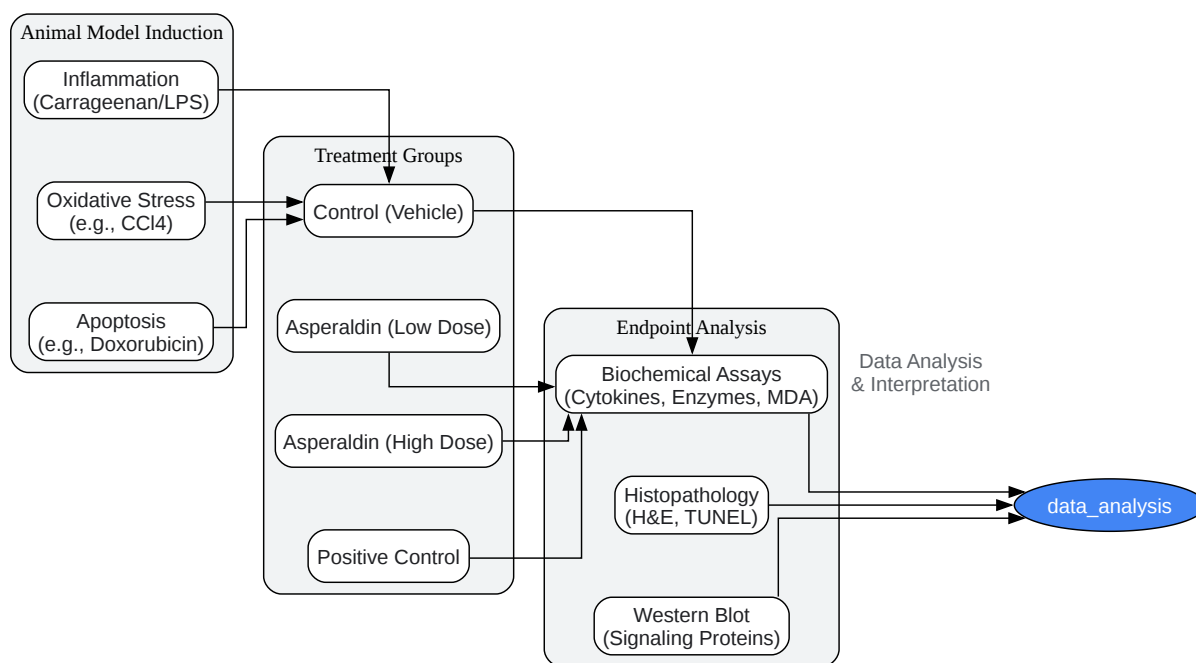 Animal Model Induction
Inflammation
(Carrageenan/LPS)
Oxidative Stress
(e.g., CCl4)
Apoptosis
(e.g., Doxorubicin)
Treatment Groups
Control (Vehicle)
Asperaldin (Low Dose)
Asperaldin (High Dose)
Positive Control
Endpoint Analysis
Biochemical Assays
(Cytokines, Enzymes, MDA)
Histopathology
(H&E, TUNEL)
Western Blot
(Signaling Proteins)
Data Analysis
& Interpretation
data_analysis